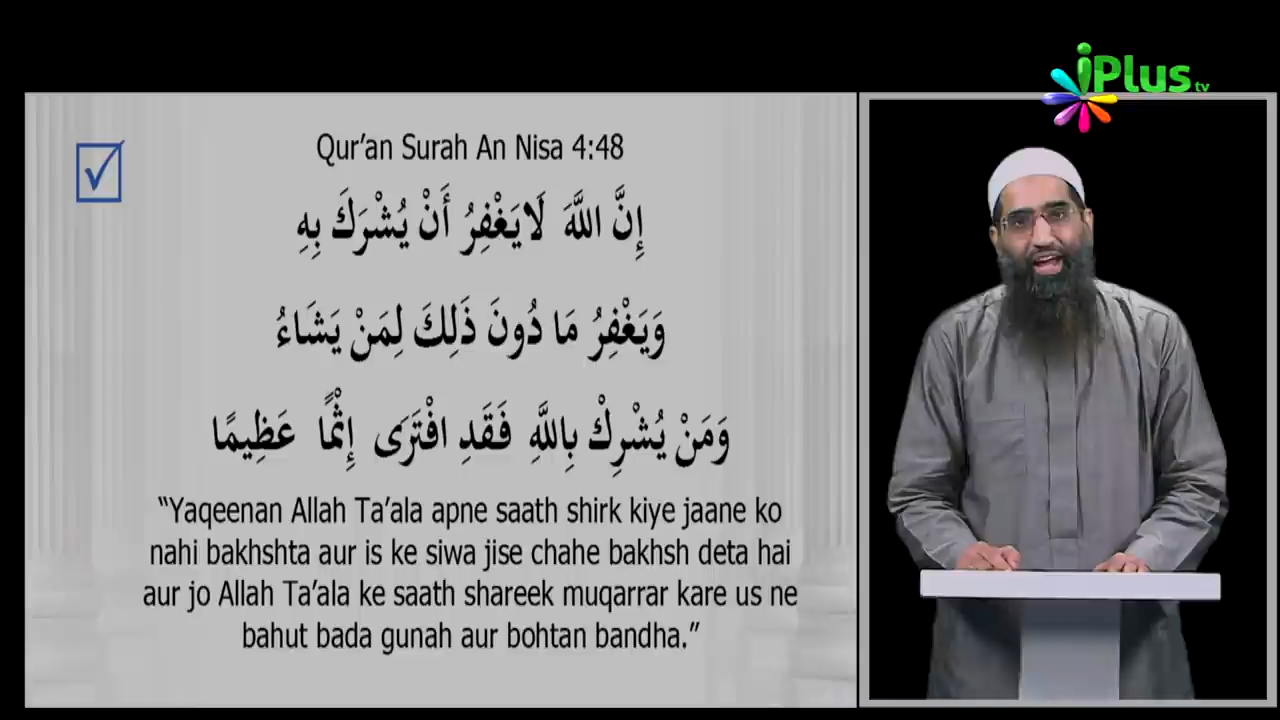 iPlus tv
Qur’an Surah An Nisa 4:48
إِنَّ اللَّهَ لَايَغْفِرُ أَنْ يُشْرَكَ بِهِ
وَيَغْفِرُ مَا دُونَ ذَلِكَ لِمَنْ يَشَاءُ
وَمَنْ يُشْرِكْ بِاللَّهِ فَقَدِ افْتَرَى إِثْمًا عَظِيمًا
“Yaqeenan Allah Ta’ala apne saath shirk kiye jaane ko
nahi bakhshta aur is ke siwa jise chahe bakhsh deta hai
aur jo Allah Ta’ala ke saath shareek muqarrar kare us ne
bahut bada gunah aur bohtan bandha.”